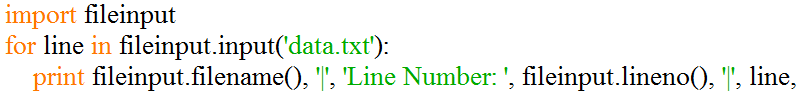 import fileinput
for line in fileinput.input('data.txt'):
    print fileinput.filename(), '|', 'Line Number: ', fileinput.lineno(), '|', line,